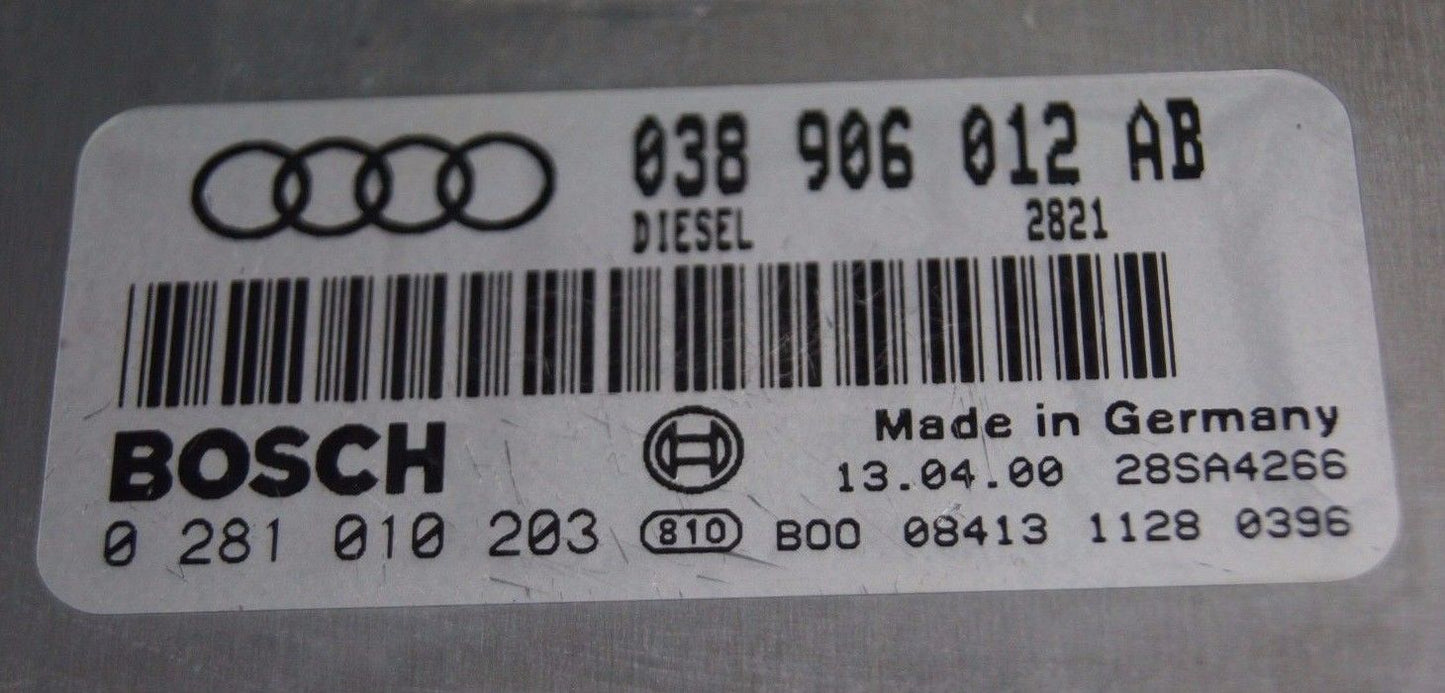 038 906 012 AB
DIESEL 2821
BOSCH
Made in Germany
13.04.00 28SA4266
0 281 010 203 810 B00 08413 1128 0396